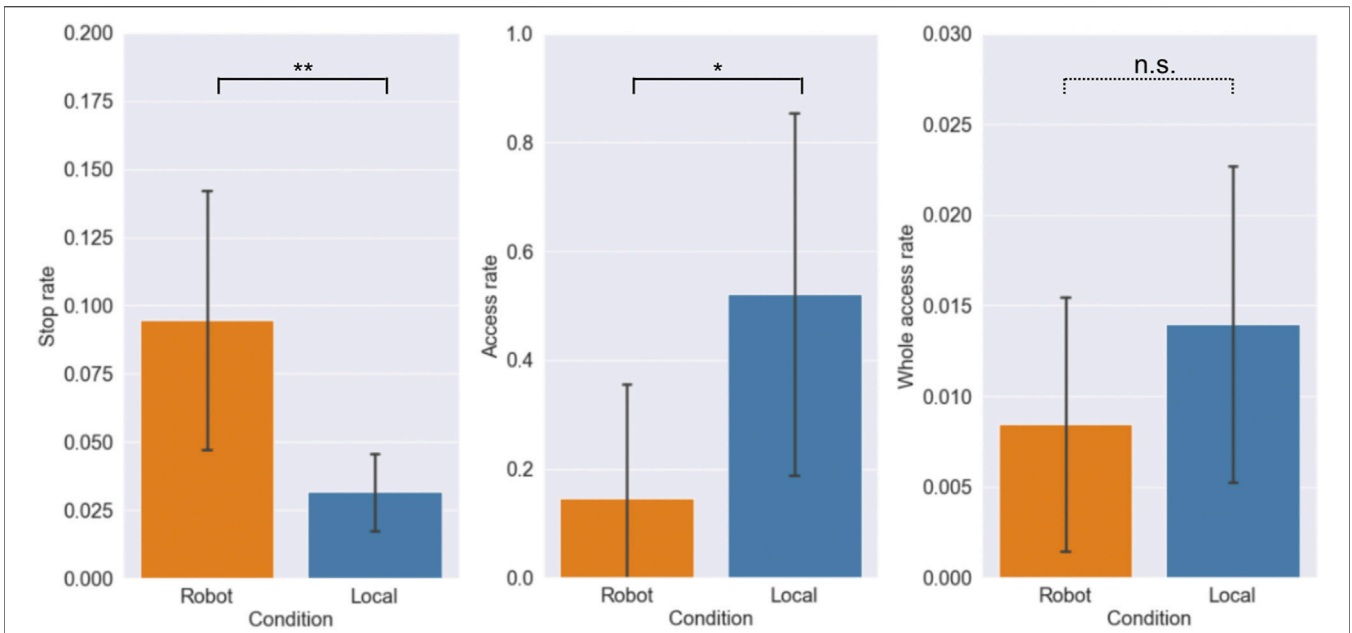 0.200
0.175
0.150
0.125
0.100
0.075
0.050
0.025
0.000
Stop rate
**
Robot Local
Condition
1.0
0.8
0.6
0.4
0.2
0.0
Access rate
*
Robot Local
Condition
0.030
0.025
0.020
0.015
0.010
0.005
0.000
Whole access rate
n.s.
Robot Local
Condition